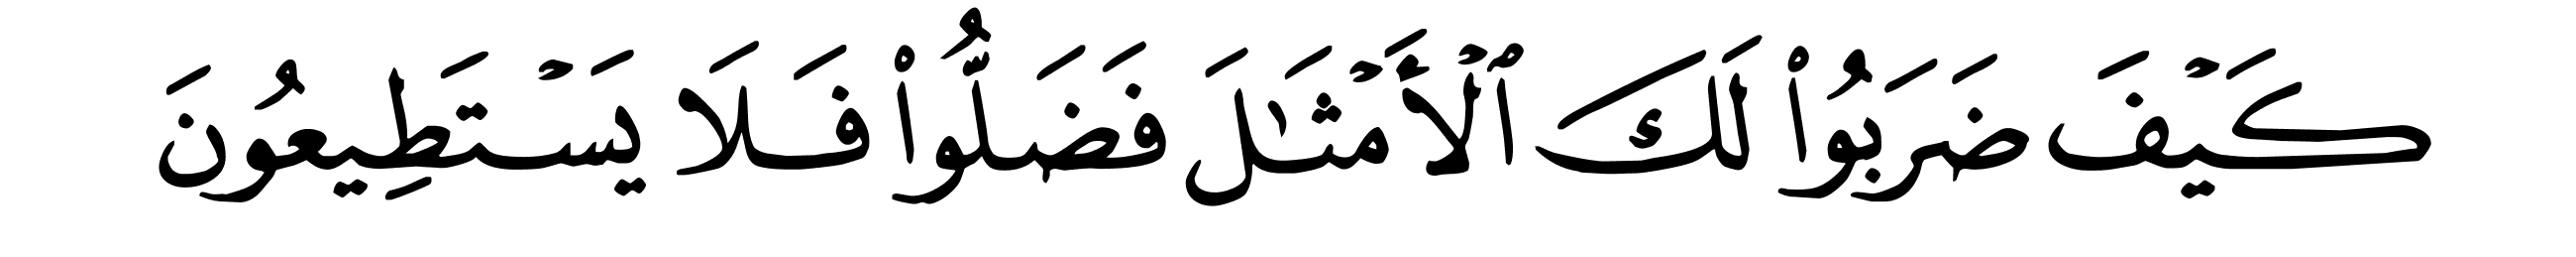 كَيْفَ ضَرَبُوا۟ لَكَ ٱلْأَمْثَـٰلَ فَضَلُّوا۟ فَلَا يَسْتَطِيعُونَ